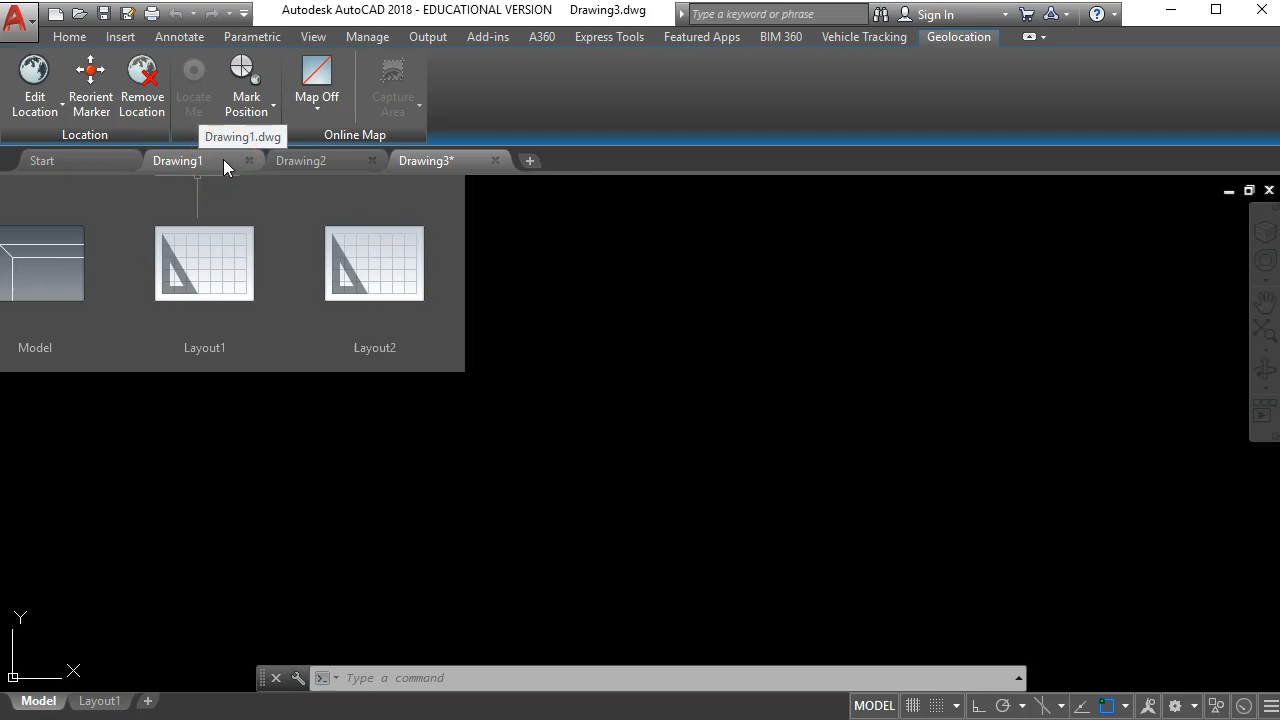 Autodesk AutoCAD 2018 - EDUCATIONAL VERSION Drawing3.dwg Type a keyword or phrase Sign In
Home Insert Annotate Parametric View Manage Output Add-ins A360 Express Tools Featured Apps BIM 360 Vehicle Tracking Geolocation
Edit Location Reorient Marker Remove Location Locate Me Mark Position Map Off Capture Area
Location Online Map
Drawing1.dwg
Start Drawing1 Drawing2 Drawing3*
Model Layout1 Layout2
Y
X
Type a command
Model Layout1 MODEL